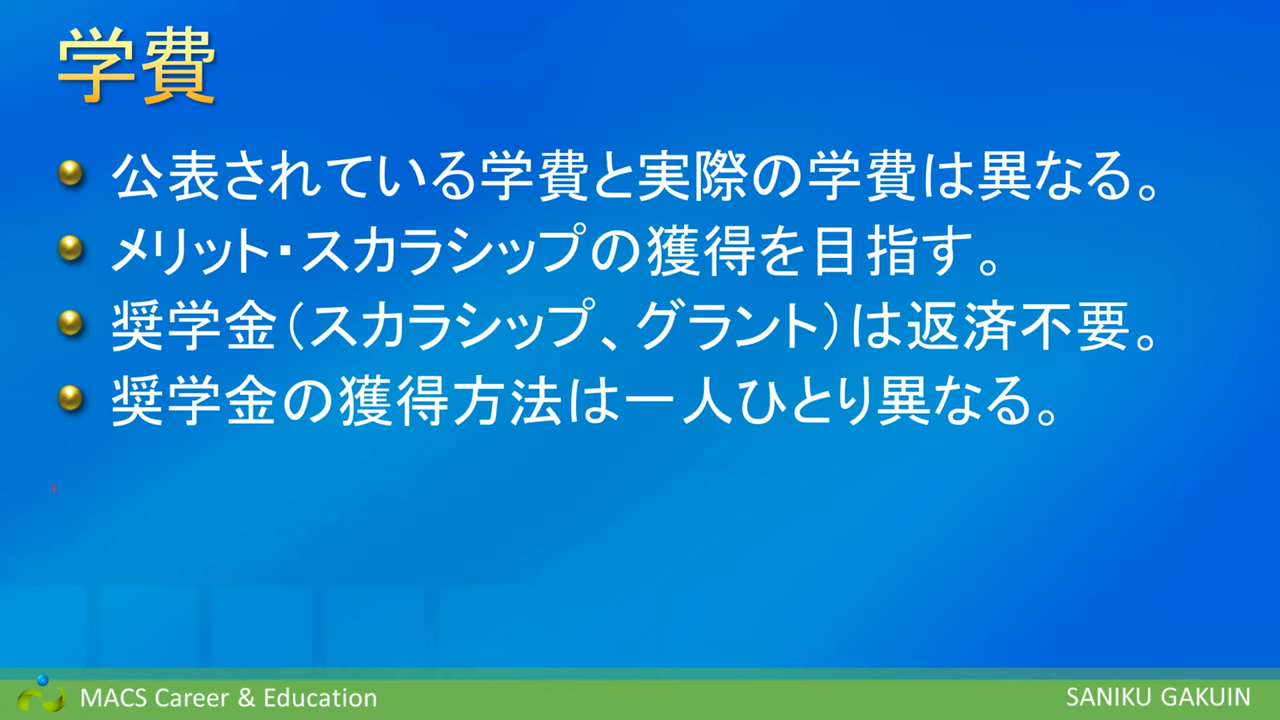 学費
公表されている学費と実際の学費は異なる。
メリット・スカラシップの獲得を目指す。
奨学金(スカラシップ、グラント)は返済不要。
奨学金の獲得方法は一人ひとり異なる。
MACS Career & Education
SANIKU GAKUIN